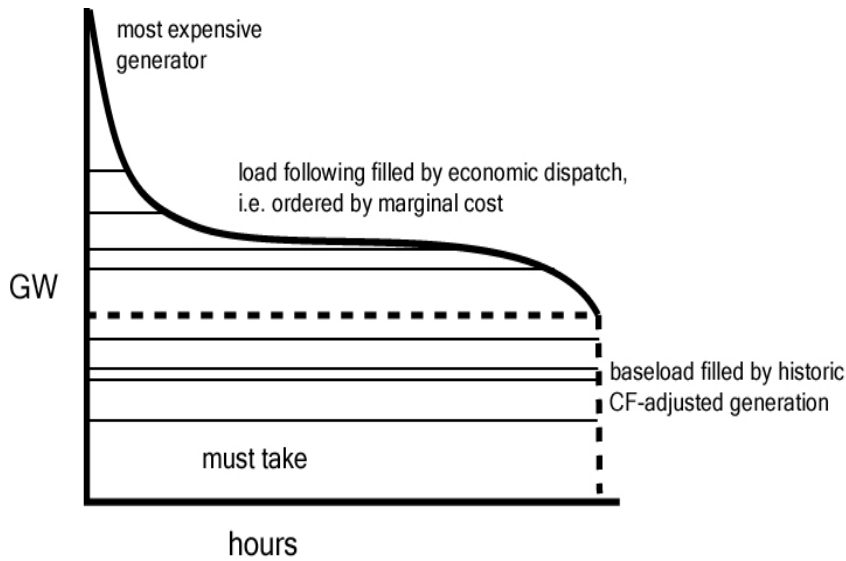 most expensive
generator
load following filled by economic dispatch,
i.e. ordered by marginal cost
GW
baseload filled by historic
CF-adjusted generation
must take
hours